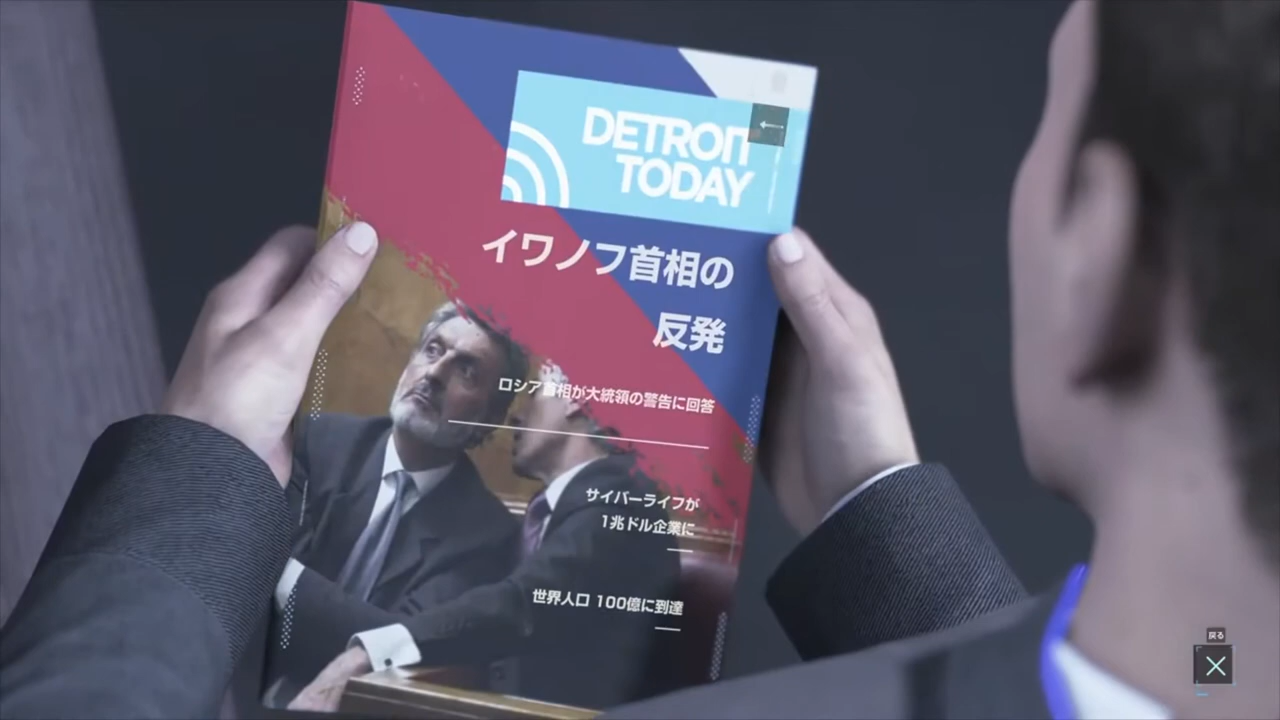 DETROIT
TODAY
イワノフ首相の
反発
ロシア首相が大統領の警告に回答
サイバーライフが
1兆ドル企業に
世界人口 100億に到達
戻る